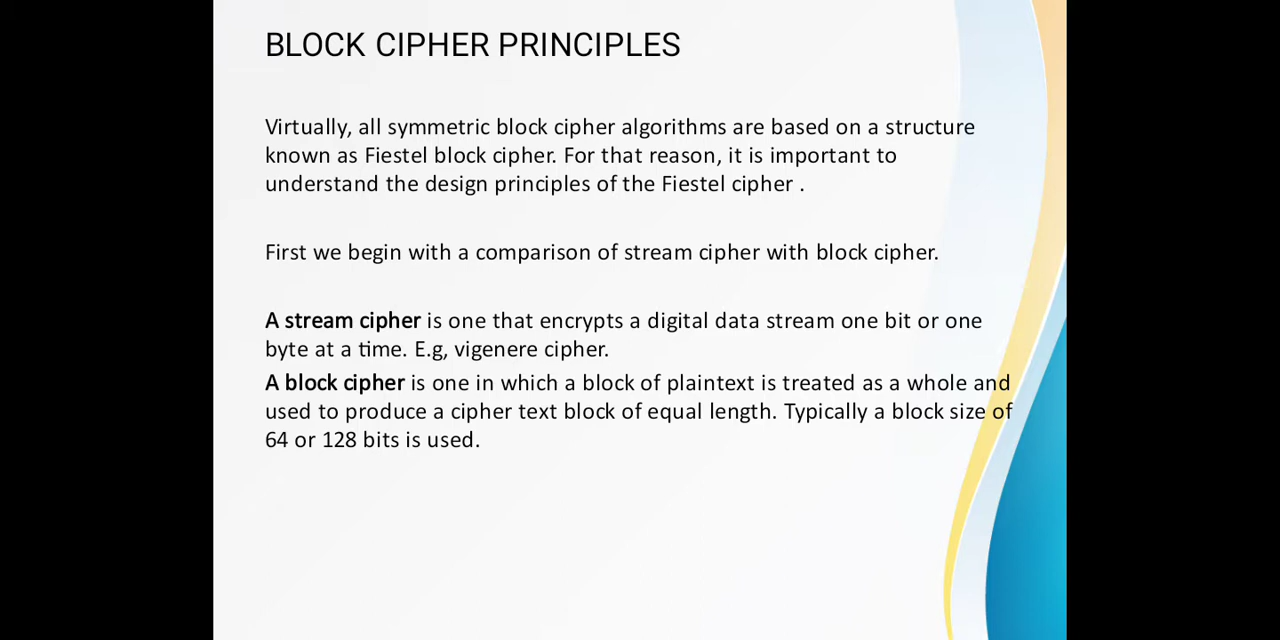 BLOCK CIPHER PRINCIPLES
Virtually, all symmetric block cipher algorithms are based on a structure
known as Fiestel block cipher. For that reason, it is important to
understand the design principles of the Fiestel cipher .
First we begin with a comparison of stream cipher with block cipher.
A stream cipher is one that encrypts a digital data stream one bit or one
byte at a time. E.g, vigenere cipher.
A block cipher is one in which a block of plaintext is treated as a whole and
used to produce a cipher text block of equal length. Typically a block size of
64 or 128 bits is used.